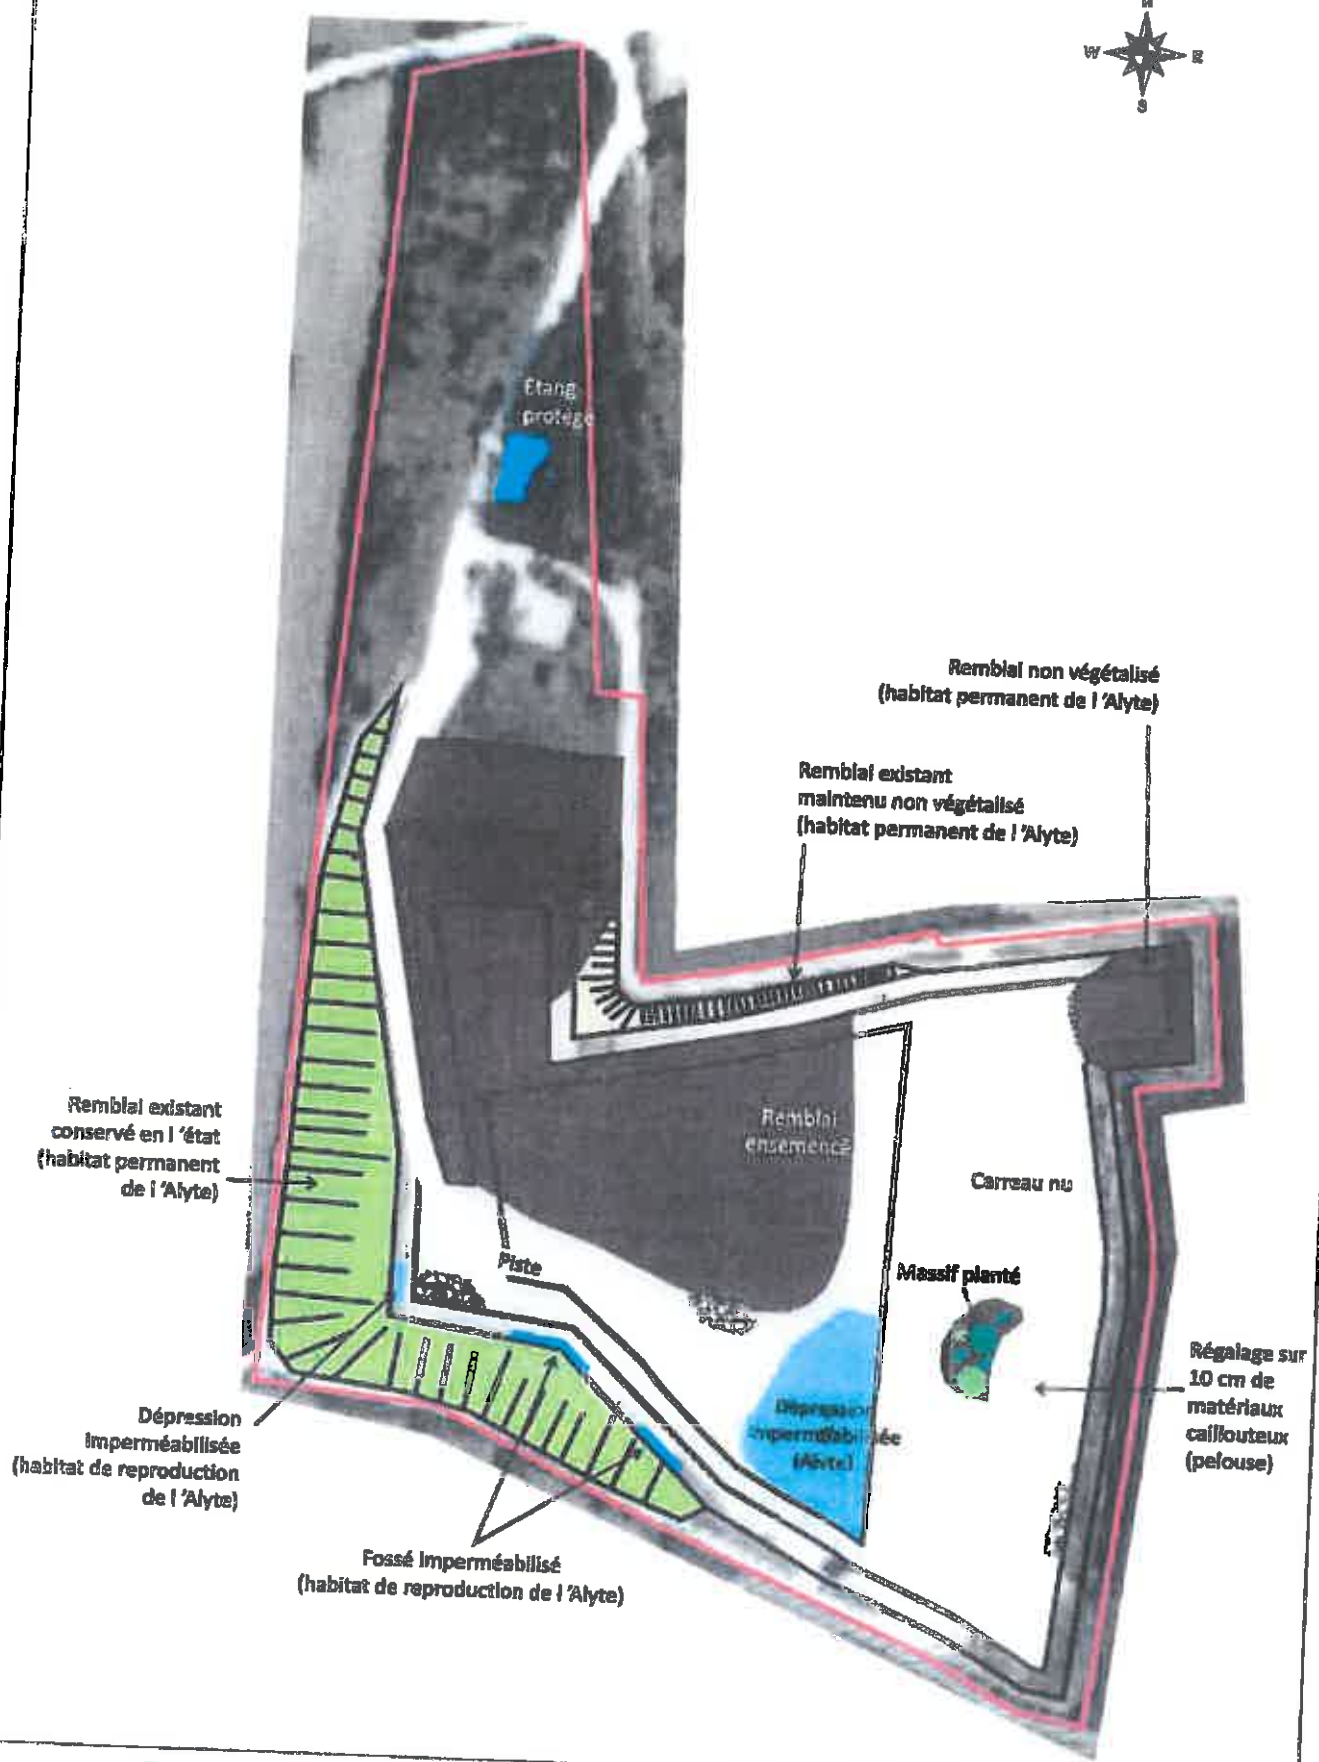 W E
S
Etang
protégé
Remblai non végétalisé
(habitat permanent de l 'Alyte)
Remblai existant
maintenu non végétalisé
(habitat permanent de l 'Alyte)
Remblai existant
conservé en l 'état
(habitat permanent
de l 'Alyte)
Remblai
ensemencé
Carreau nu
Piste
Massif planté
Régalage sur
10 cm de
matériaux
caillouteux
(pelouse)
Dépression
imperméabilisée
(Alyte)
Dépression
imperméabilisée
(habitat de reproduction
de l 'Alyte)
Fossé imperméabilisé
(habitat de reproduction de l 'Alyte)